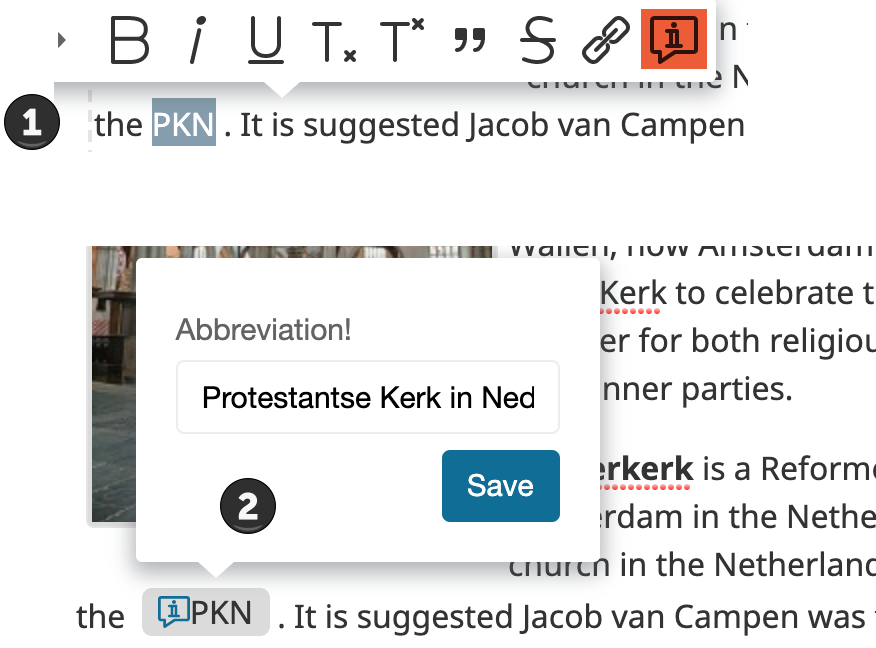 B i U T× T× ” S
n
church in the N
1
the PKN . It is suggested Jacob van Campen
Wallen, now Amsterdam
Kerk to celebrate
Abbreviation!
er for both religiou
Protestantse Kerk in Ned
nner parties.
erkerk is a Reform
Save
2
erdam in the Nethe
church in the Netherland
the i PKN . It is suggested Jacob van Campen was